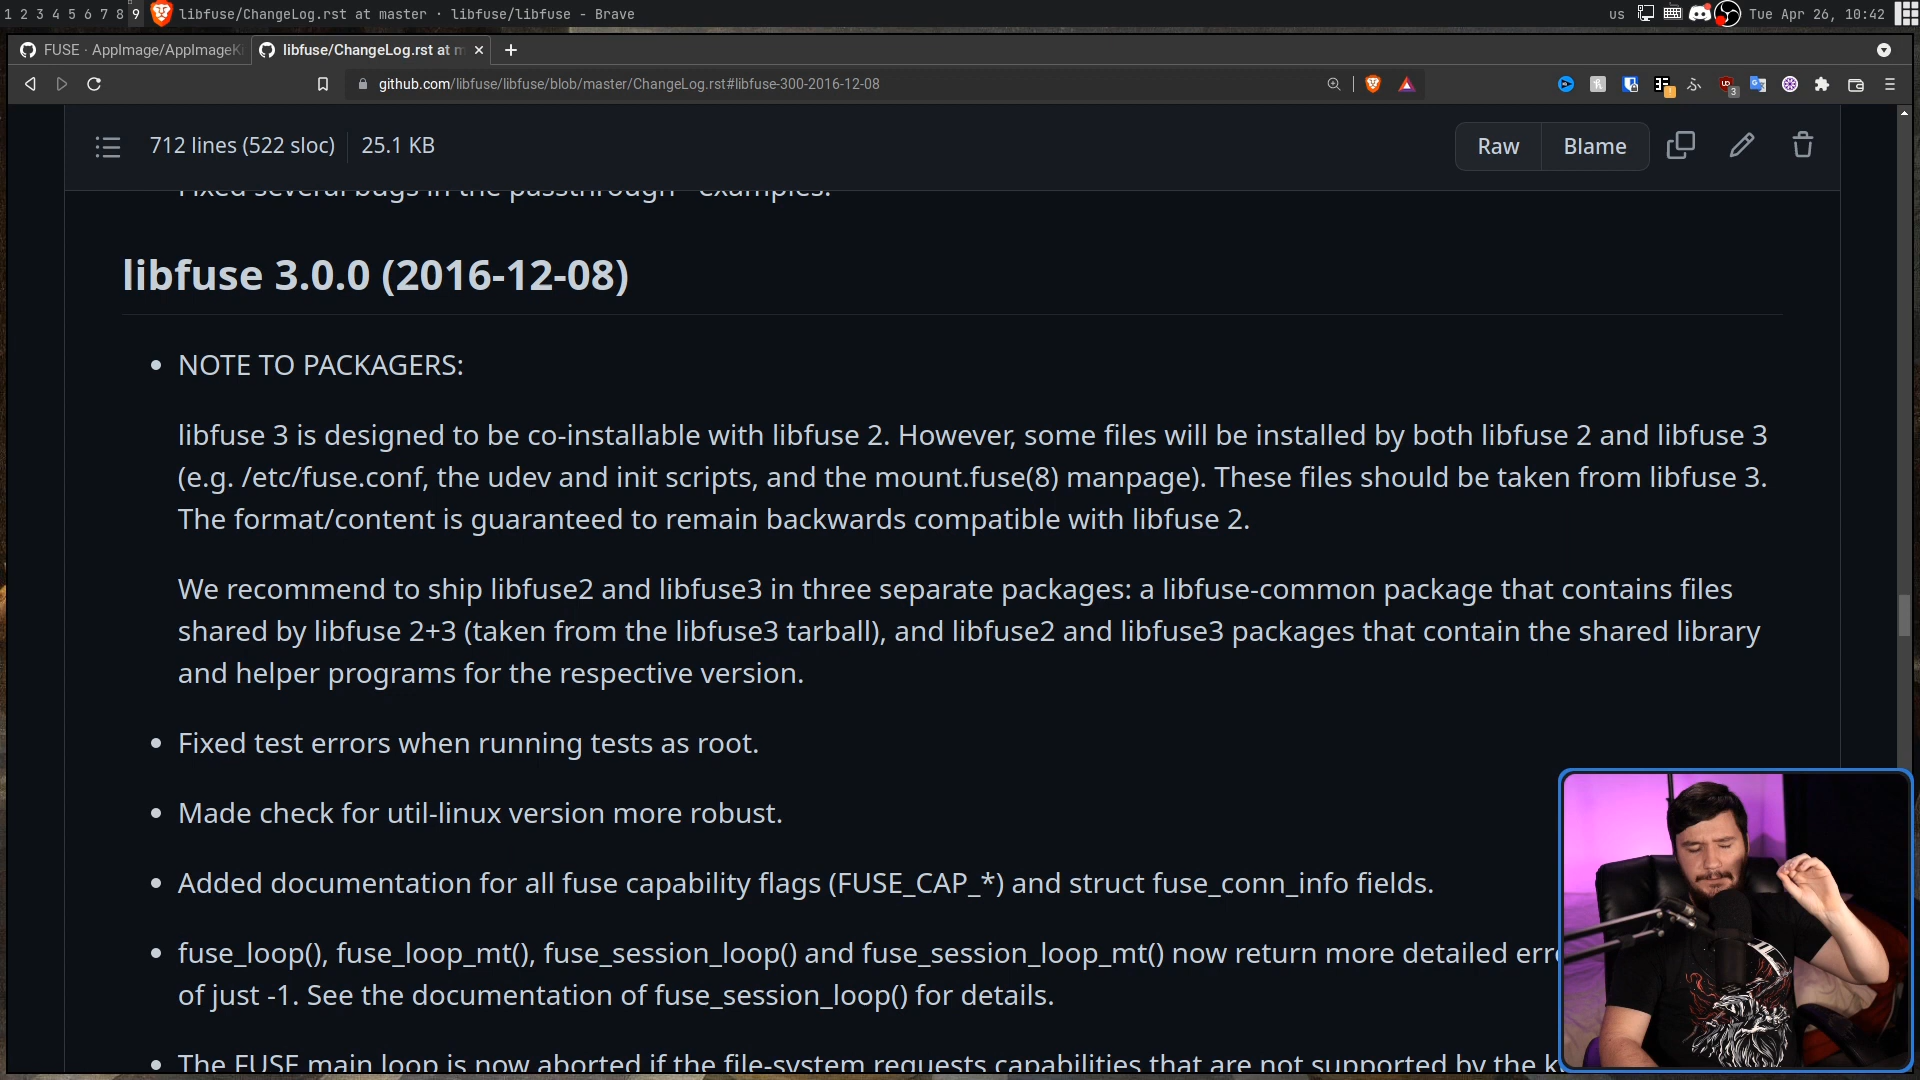 1 2 3 4 5 6 7 8 9 libfuse/ChangeLog.rst at master · libfuse/libfuse - Brave us Tue Apr 26, 10:42
FUSE · AppImage/AppImageKi libfuse/ChangeLog.rst at m
github.com/libfuse/libfuse/blob/master/ChangeLog.rst#libfuse-300-2016-12-08
712 lines (522 sloc) 25.1 KB Raw Blame
Fixed several bugs in the passthrough* examples.
libfuse 3.0.0 (2016-12-08)
NOTE TO PACKAGERS:
libfuse 3 is designed to be co-installable with libfuse 2. However, some files will be installed by both libfuse 2 and libfuse 3
(e.g. /etc/fuse.conf, the udev and init scripts, and the mount.fuse(8) manpage). These files should be taken from libfuse 3.
The format/content is guaranteed to remain backwards compatible with libfuse 2.
We recommend to ship libfuse2 and libfuse3 in three separate packages: a libfuse-common package that contains files
shared by libfuse 2+3 (taken from the libfuse3 tarball), and libfuse2 and libfuse3 packages that contain the shared library
and helper programs for the respective version.
Fixed test errors when running tests as root.
Made check for util-linux version more robust.
Added documentation for all fuse capability flags (FUSE_CAP_*) and struct fuse_conn_info fields.
fuse_loop(), fuse_loop_mt(), fuse_session_loop() and fuse_session_loop_mt() now return more detailed erro
of just -1. See the documentation of fuse_session_loop() for details.
The FUSE main loop is now aborted if the file-system requests capabilities that are not supported by the k